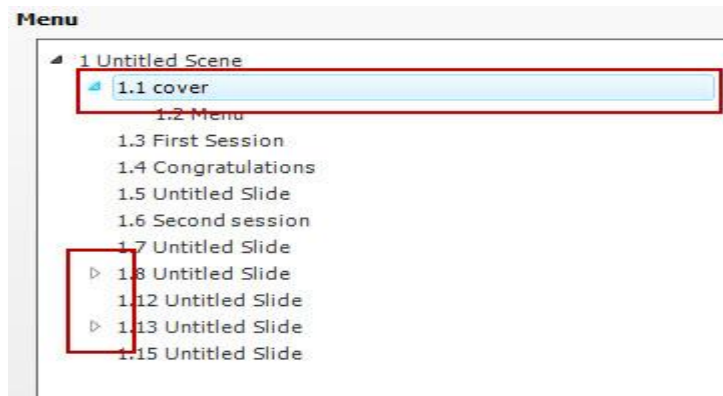 Menu
1 Untitled Scene
1.1 cover
1.2 Menu
1.3 First Session
1.4 Congratulations
1.5 Untitled Slide
1.6 Second session
1.7 Untitled Slide
1.8 Untitled Slide
1.12 Untitled Slide
1.13 Untitled Slide
1.15 Untitled Slide